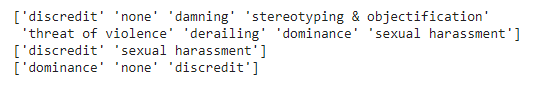 ['discredit' 'none' 'damning' 'stereotyping & objectification'
 'threat of violence' 'derailing' 'dominance' 'sexual harassment']
['discredit' 'sexual harassment']
['dominance' 'none' 'discredit']